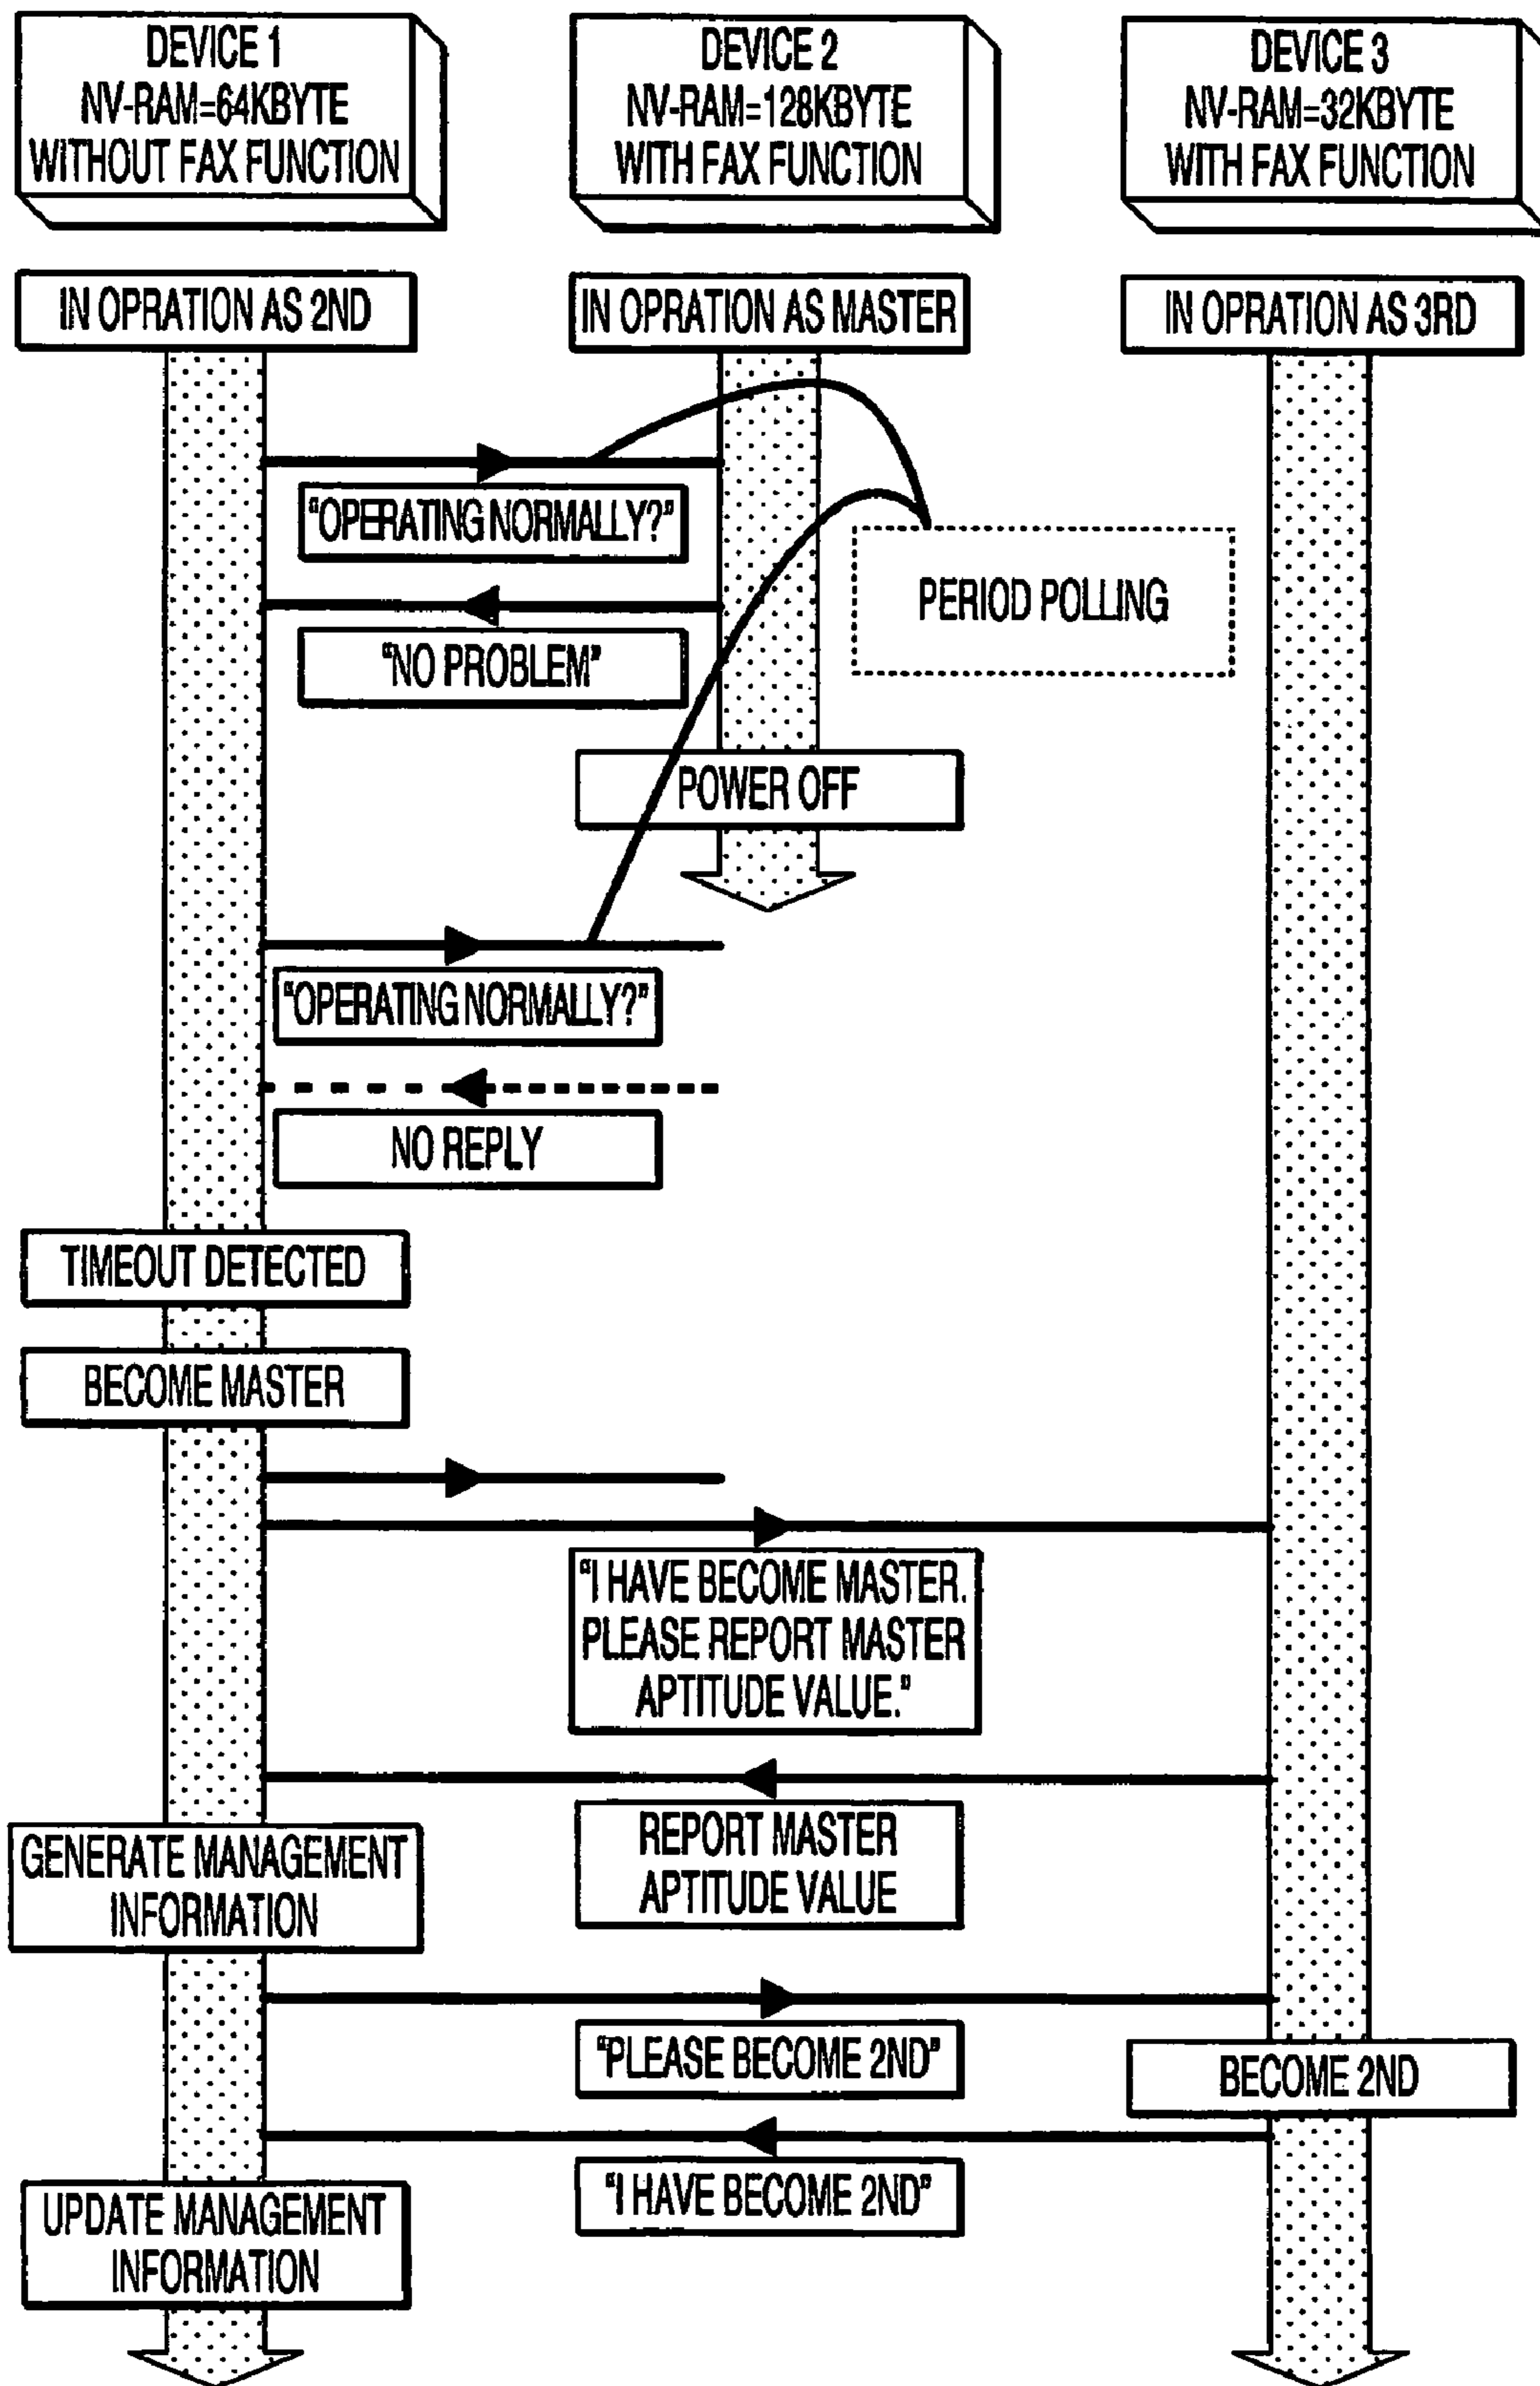 DEVICE 1
NV-RAM=64KBYTE
WITHOUT FAX FUNCTION
DEVICE 2
NV-RAM=128KBYTE
WITH FAX FUNCTION
DEVICE 3
NV-RAM=32KBYTE
WITH FAX FUNCTION
IN OPRATION AS 2ND
IN OPRATION AS MASTER
IN OPRATION AS 3RD
"OPERATING NORMALLY?"
PERIOD POLLING
"NO PROBLEM"
POWER OFF
"OPERATING NORMALLY?"
NO REPLY
TIMEOUT DETECTED
BECOME MASTER
"I HAVE BECOME MASTER.
PLEASE REPORT MASTER
APTITUDE VALUE."
REPORT MASTER
APTITUDE VALUE
GENERATE MANAGEMENT
INFORMATION
"PLEASE BECOME 2ND"
BECOME 2ND
"I HAVE BECOME 2ND"
UPDATE MANAGEMENT
INFORMATION